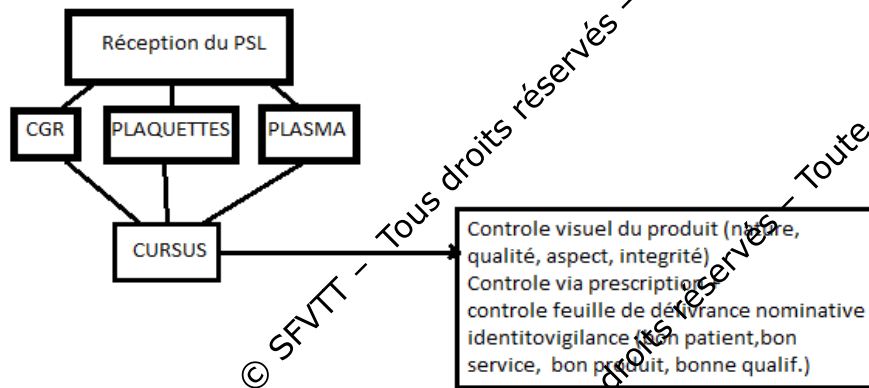 Réception du PSL
CGR
PLAQUETTES
PLASMA
CURSUS
Controle visuel du produit (nature,
qualité, aspect, integrité)
Controle via prescription
controle feuille de délivrance nominative
identitovigilance (bon patient,bon
service, bon produit, bonne qualif.)
© SFVTT – Tous droits réservés –
droits réservés – Toute